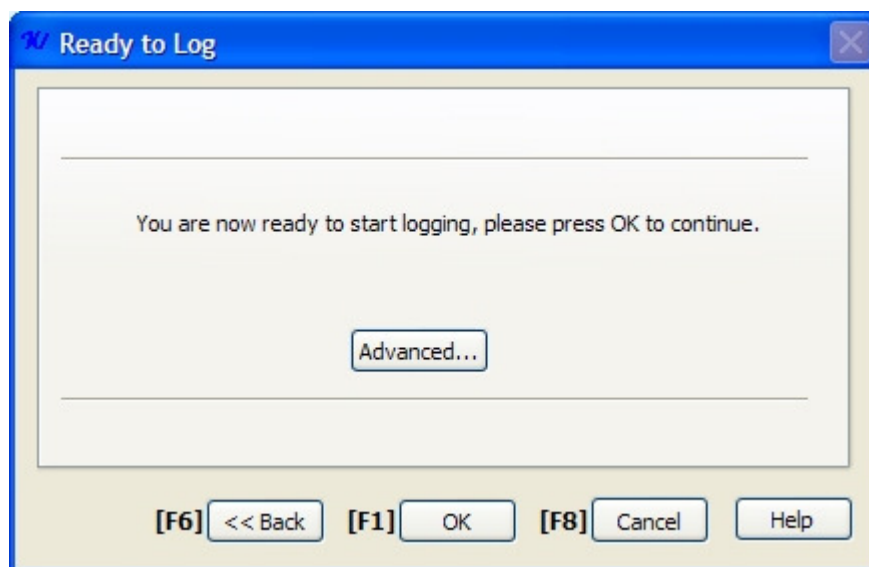 Ready to Log
You are now ready to start logging, please press OK to continue.
Advanced...
[F6] << Back [F1] OK [F8] Cancel Help